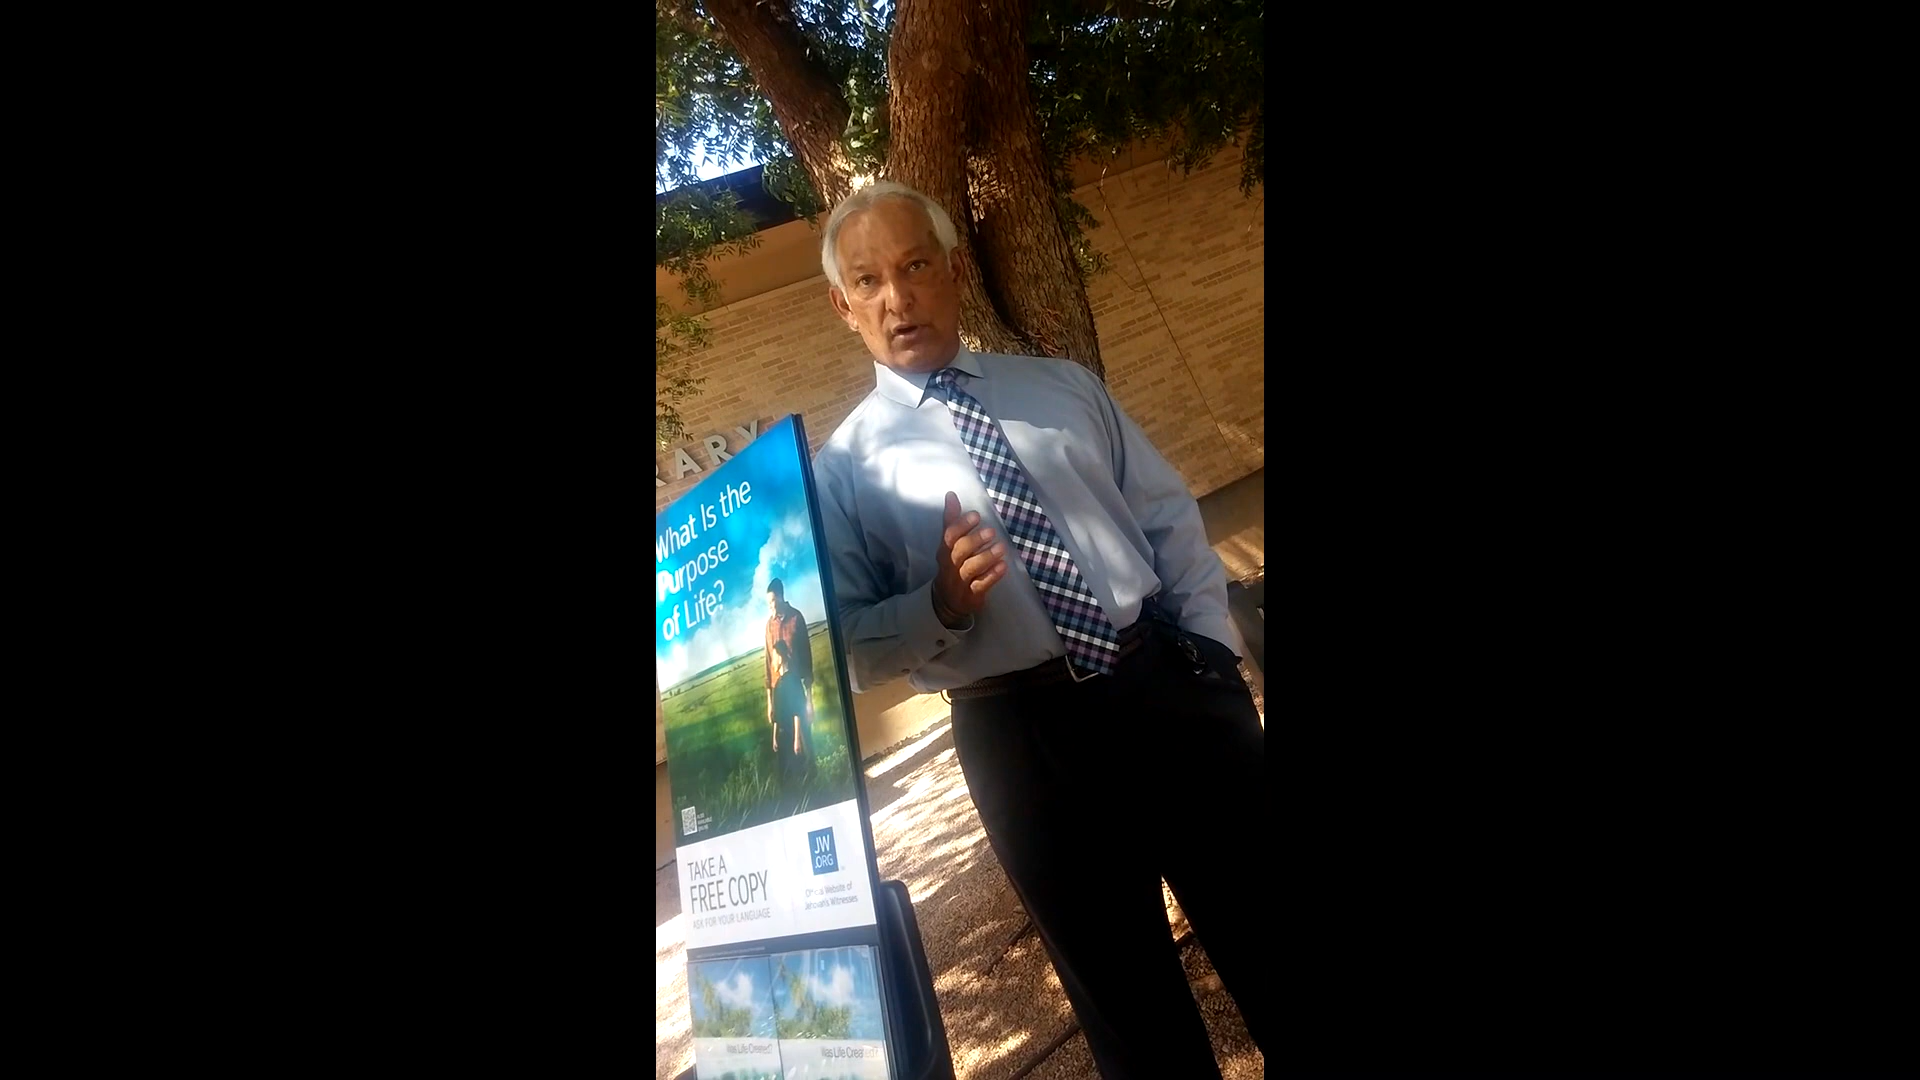 RARY
What Is the
Purpose
of Life?
TAKE A
FREE COPY
ASK FOR YOUR LANGUAGE
JW
.ORG
Official Website of
Jehovah's Witnesses
Was Life Created?
Was Life Created?